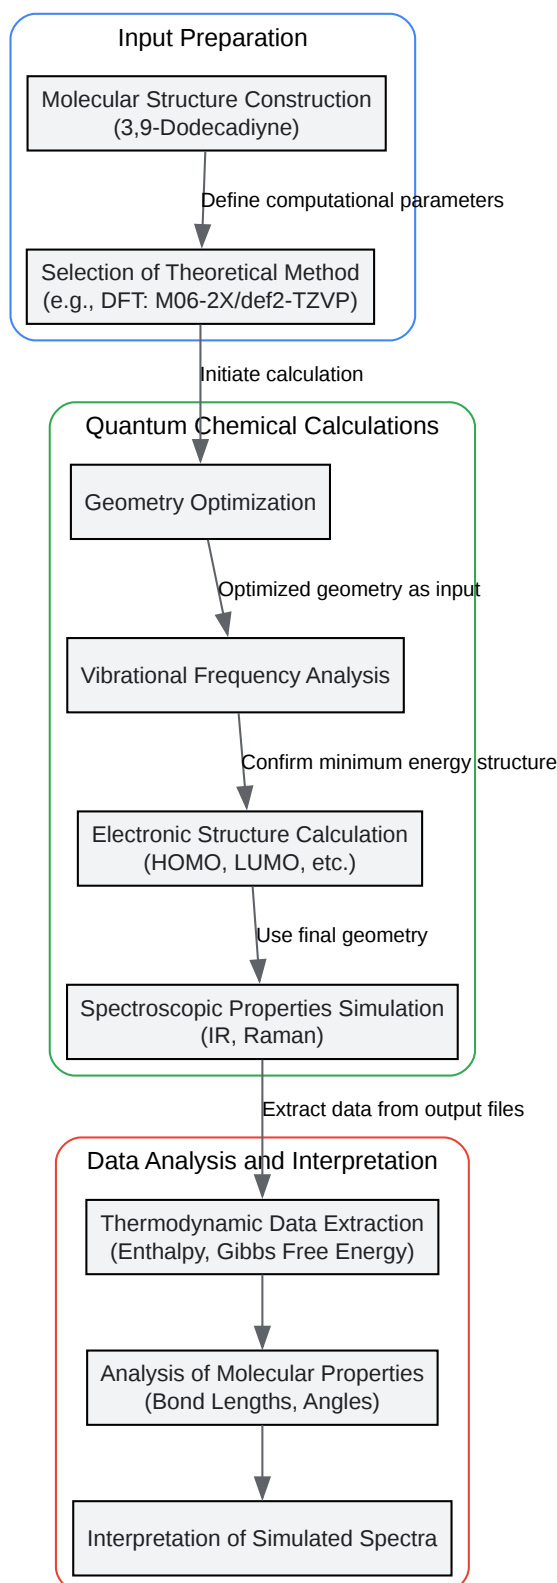 Input Preparation
Molecular Structure Construction
(3,9-Dodecadiyne)
Define computational parameters
Selection of Theoretical Method
(e.g., DFT: M06-2X/def2-TZVP)
Initiate calculation
Quantum Chemical Calculations
Geometry Optimization
Optimized geometry as input
Vibrational Frequency Analysis
Confirm minimum energy structure
Electronic Structure Calculation
(HOMO, LUMO, etc.)
Use final geometry
Spectroscopic Properties Simulation
(IR, Raman)
Extract data from output files
Data Analysis and Interpretation
Thermodynamic Data Extraction
(Enthalpy, Gibbs Free Energy)
Analysis of Molecular Properties
(Bond Lengths, Angles)
Interpretation of Simulated Spectra